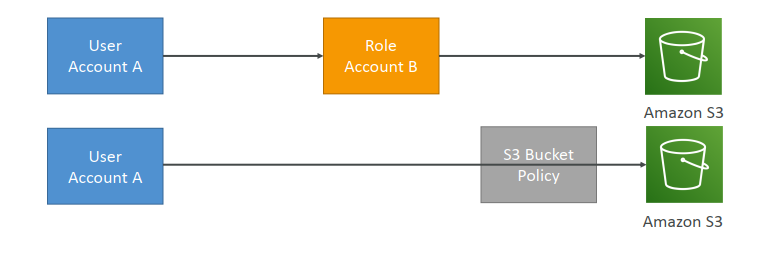 User
Account A
Role
Account B
Amazon S3
User
Account A
S3 Bucket
Policy
Amazon S3